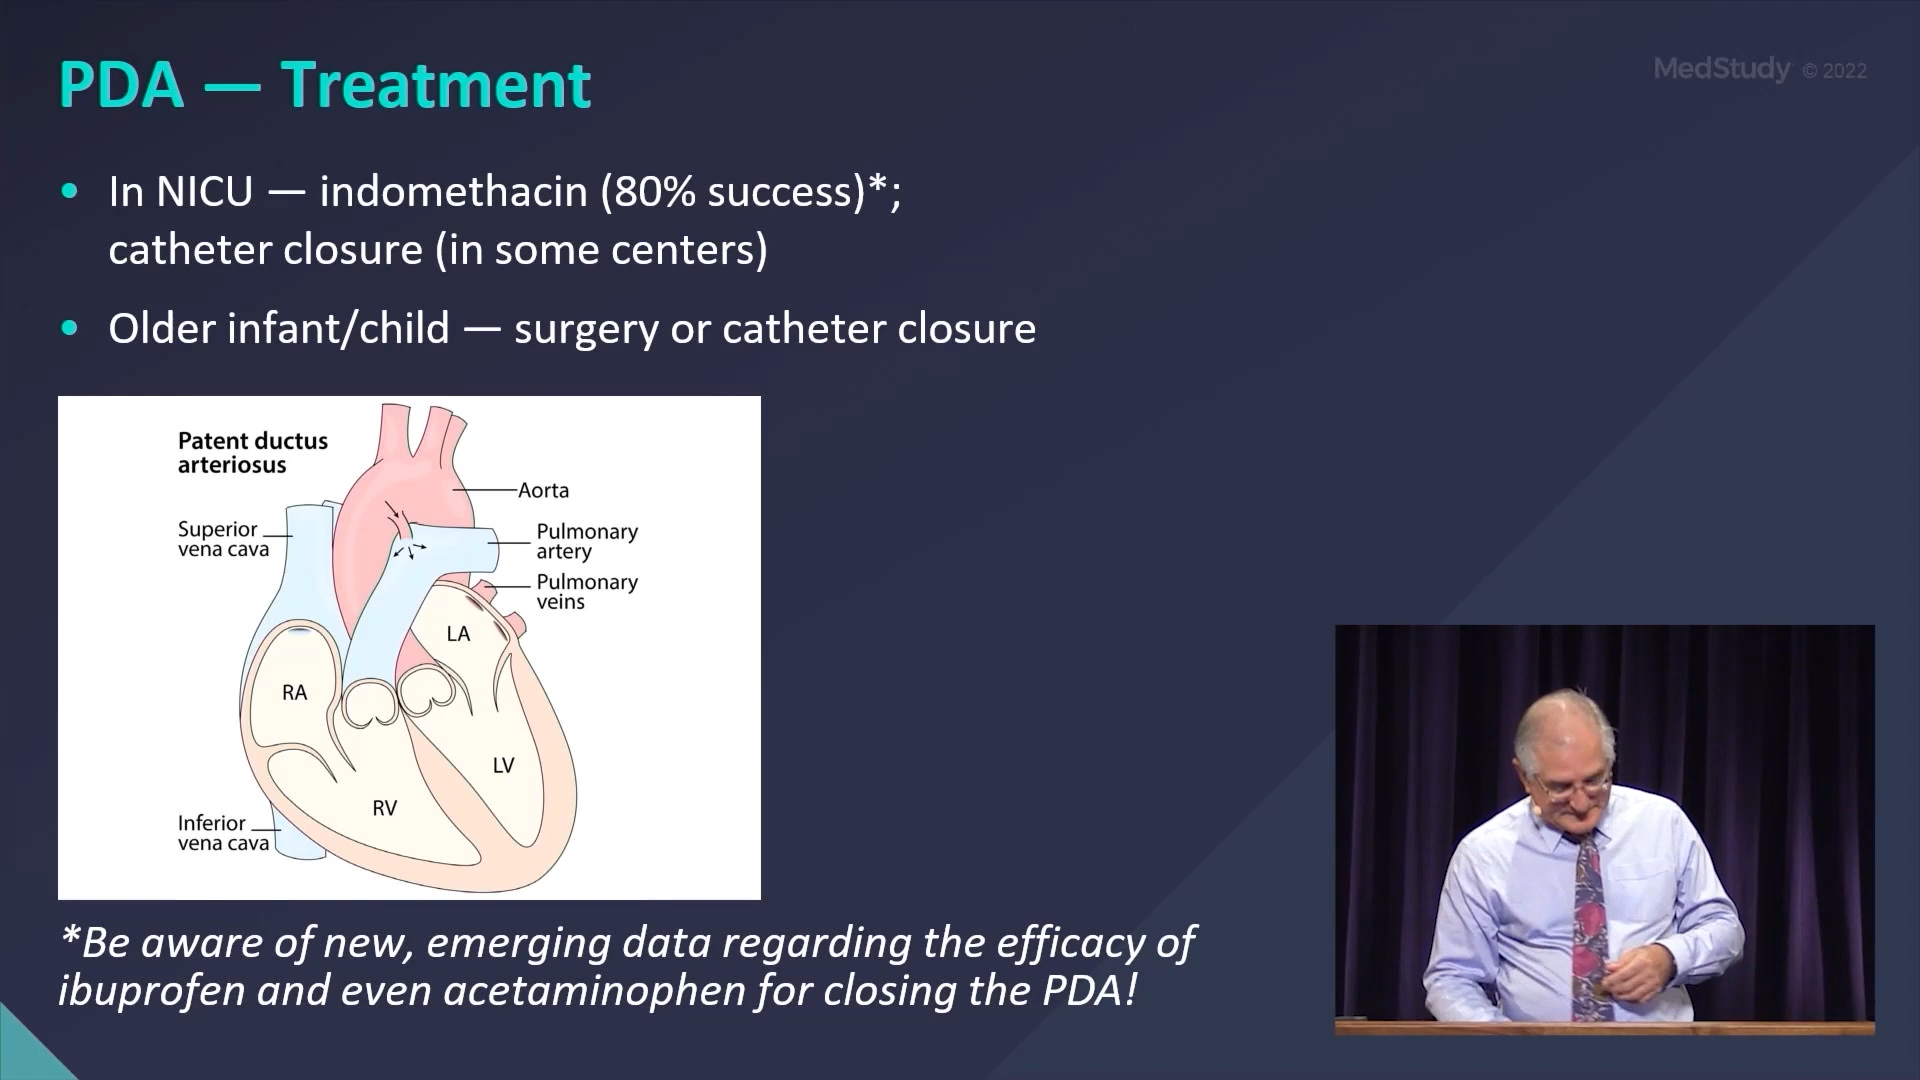 PDA — Treatment
MedStudy © 2022
• In NICU — indomethacin (80% success)*;
catheter closure (in some centers)
• Older infant/child — surgery or catheter closure
Patent ductus
arteriosus
Aorta
Superior
vena cava
Pulmonary
artery
Pulmonary
veins
LA
RA
LV
RV
Inferior
vena cava
*Be aware of new, emerging data regarding the efficacy of
ibuprofen and even acetaminophen for closing the PDA!